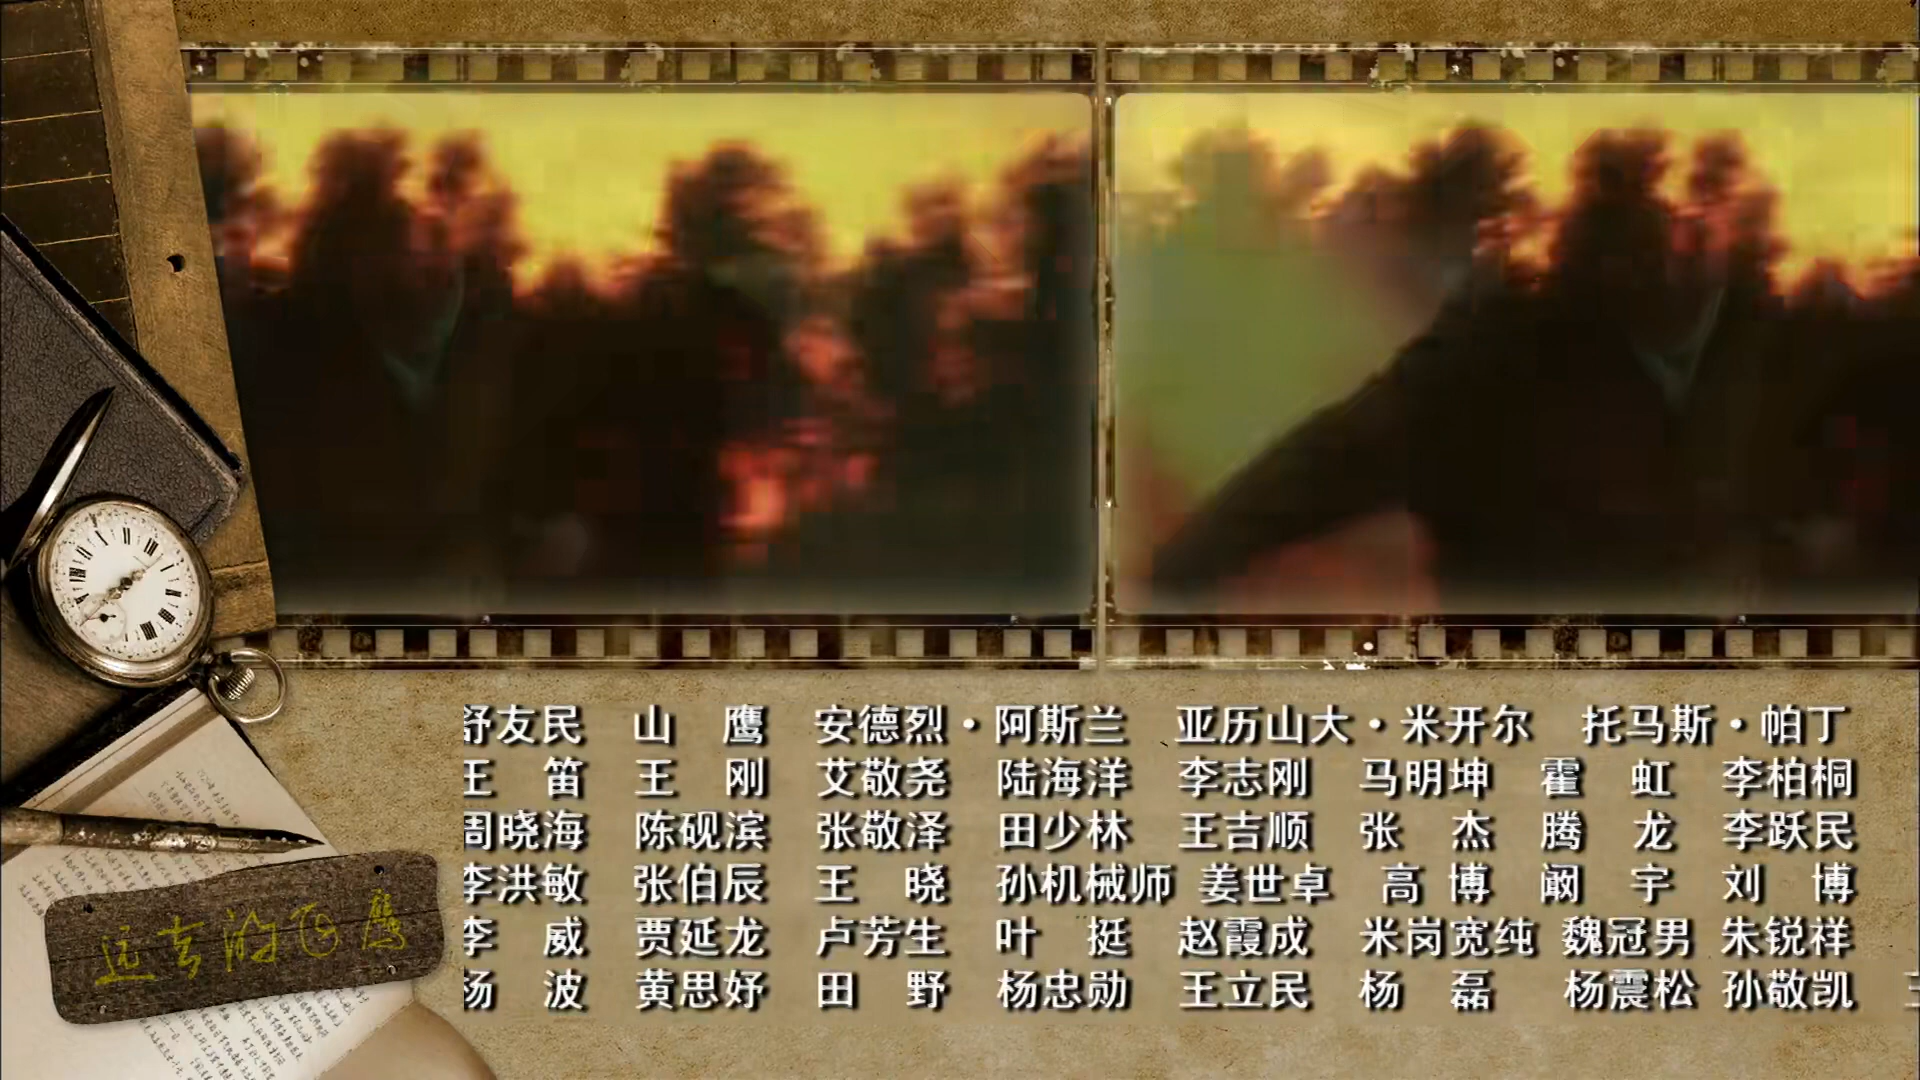 舒友民 山 鹰 安德烈·阿斯兰 亚历山大·米开尔 托马斯·帕丁
王 笛 王 刚 艾敬尧 陆海洋 李志刚 马明坤 霍 虹 李柏桐
周晓海 陈砚滨 张敬泽 田少林 王吉顺 张 杰 腾 龙 李跃民
李洪敏 张伯辰 王 晓 孙机械师 姜世卓 高 博 阚 宇 刘 博
李 威 贾延龙 卢芳生 叶 挺 赵霞成 米岗宽纯 魏冠男 朱锐祥
杨 波 黄思妤 田 野 杨忠勋 王立民 杨 磊 杨震松 孙敬凯
远去的飞鹰